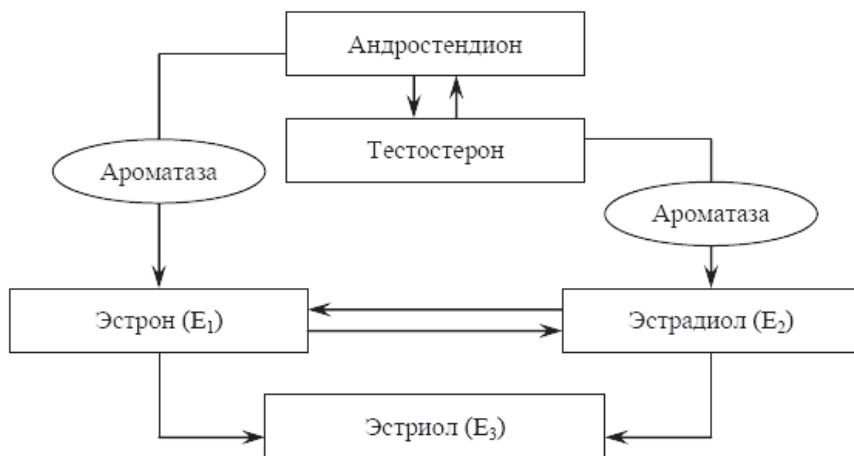 Андростендион
Тестостерон
Ароматаза
Ароматаза
Эстрон (E₁)
Эстрадиол (E₂)
Эстриол (E₃)